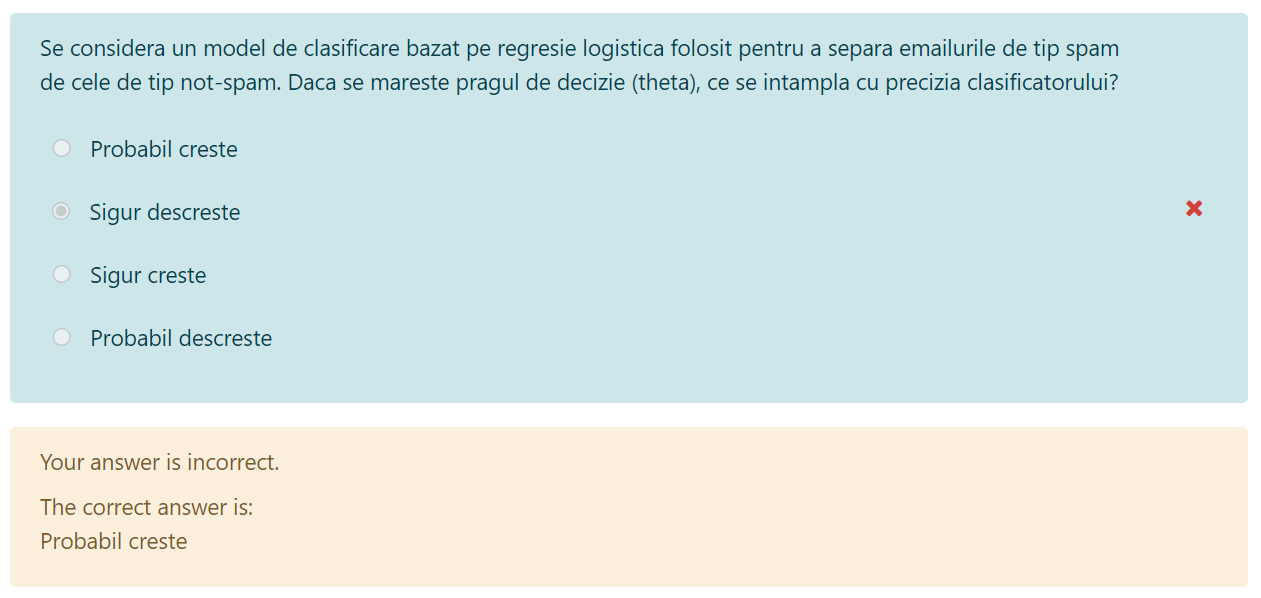 Se considera un model de clasificare bazat pe regresie logistica folosit pentru a separa emailurile de tip spam
de cele de tip not-spam. Daca se mareste pragul de decizie (theta), ce se intampla cu precizia clasificatorului?
Probabil creste
Sigur descreste
Sigur creste
Probabil descreste
Your answer is incorrect.
The correct answer is:
Probabil creste